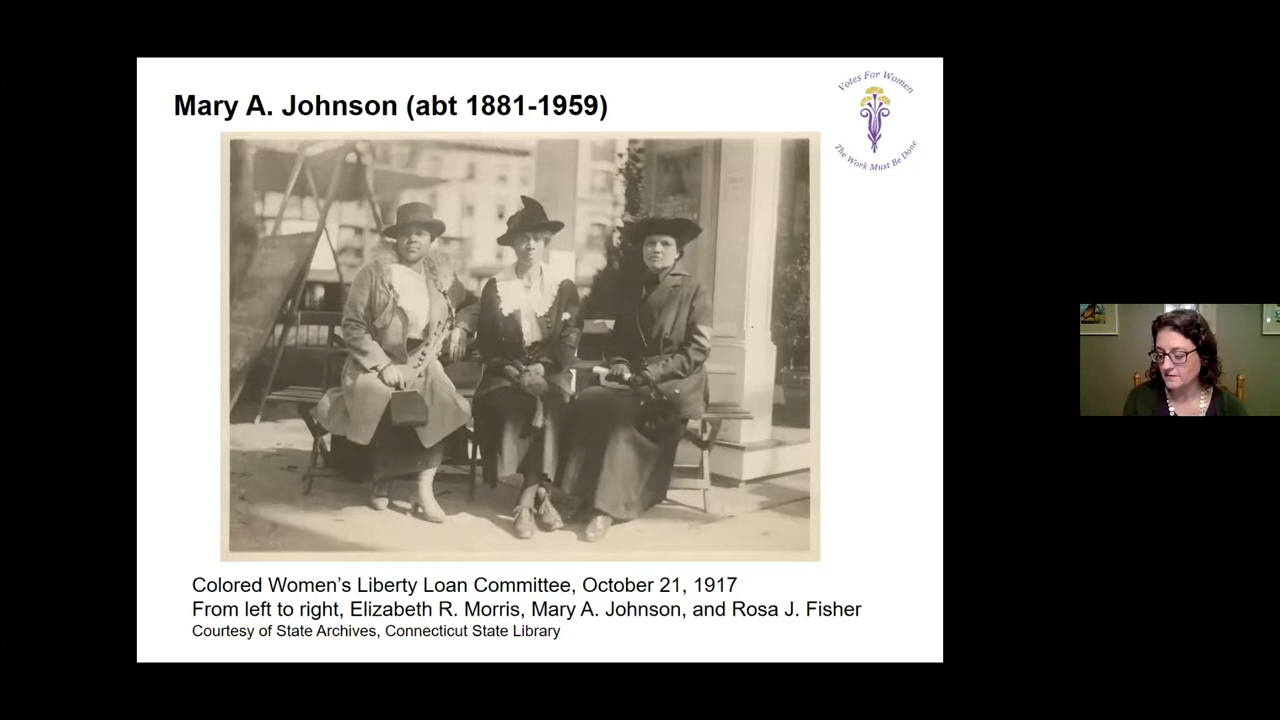 Mary A. Johnson (abt 1881-1959)
Votes For Women
The Work Must Be Done
Colored Women's Liberty Loan Committee, October 21, 1917
From left to right, Elizabeth R. Morris, Mary A. Johnson, and Rosa J. Fisher
Courtesy of State Archives, Connecticut State Library